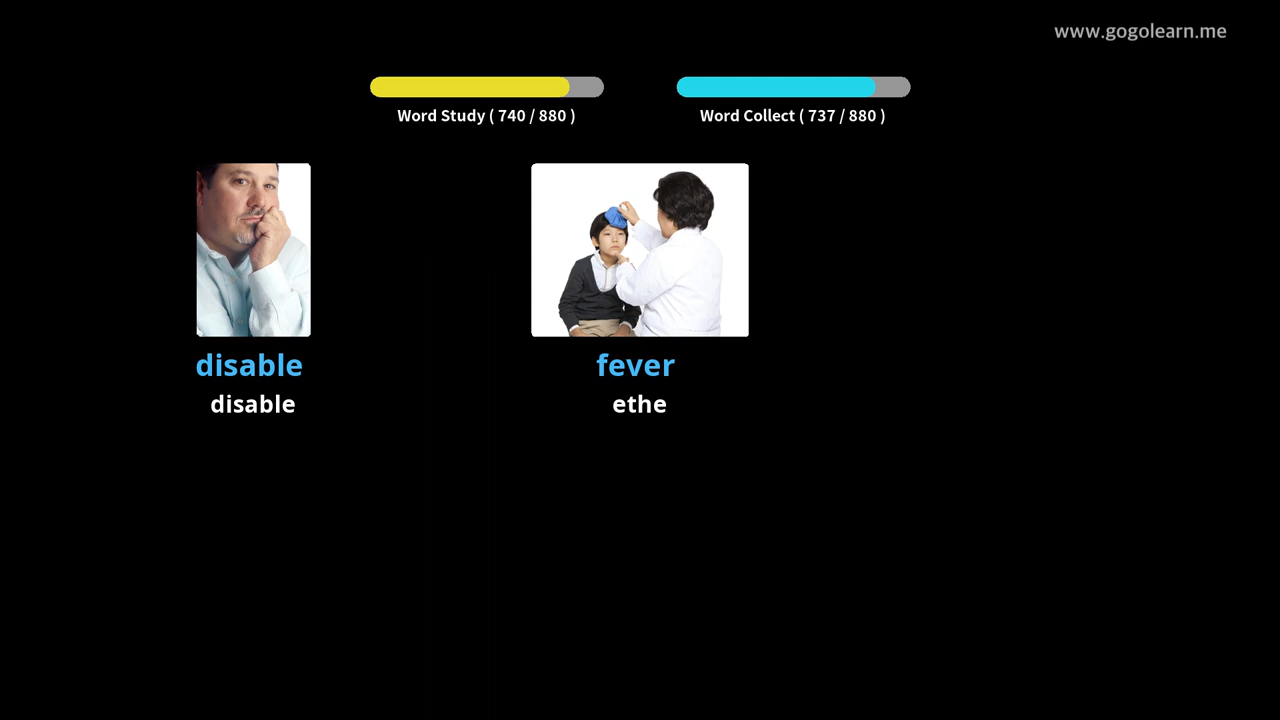 www.gogolearn.me
Word Study ( 740 / 880 )
Word Collect ( 737 / 880 )
disable
disable
fever
ethe